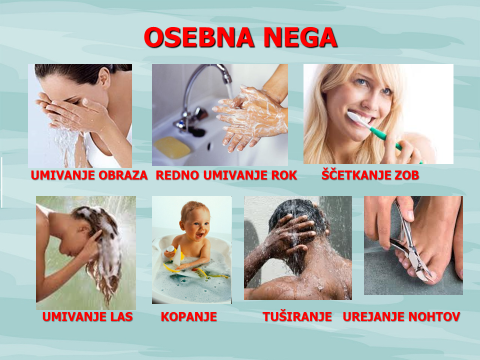 OSEBNA NEGA
UMIVANJE OBRAZA
REDNO UMIVANJE ROK
ŠČETKANJE ZOB
UMIVANJE LAS
KOPANJE
TUŠIRANJE
UREJANJE NOHTOV